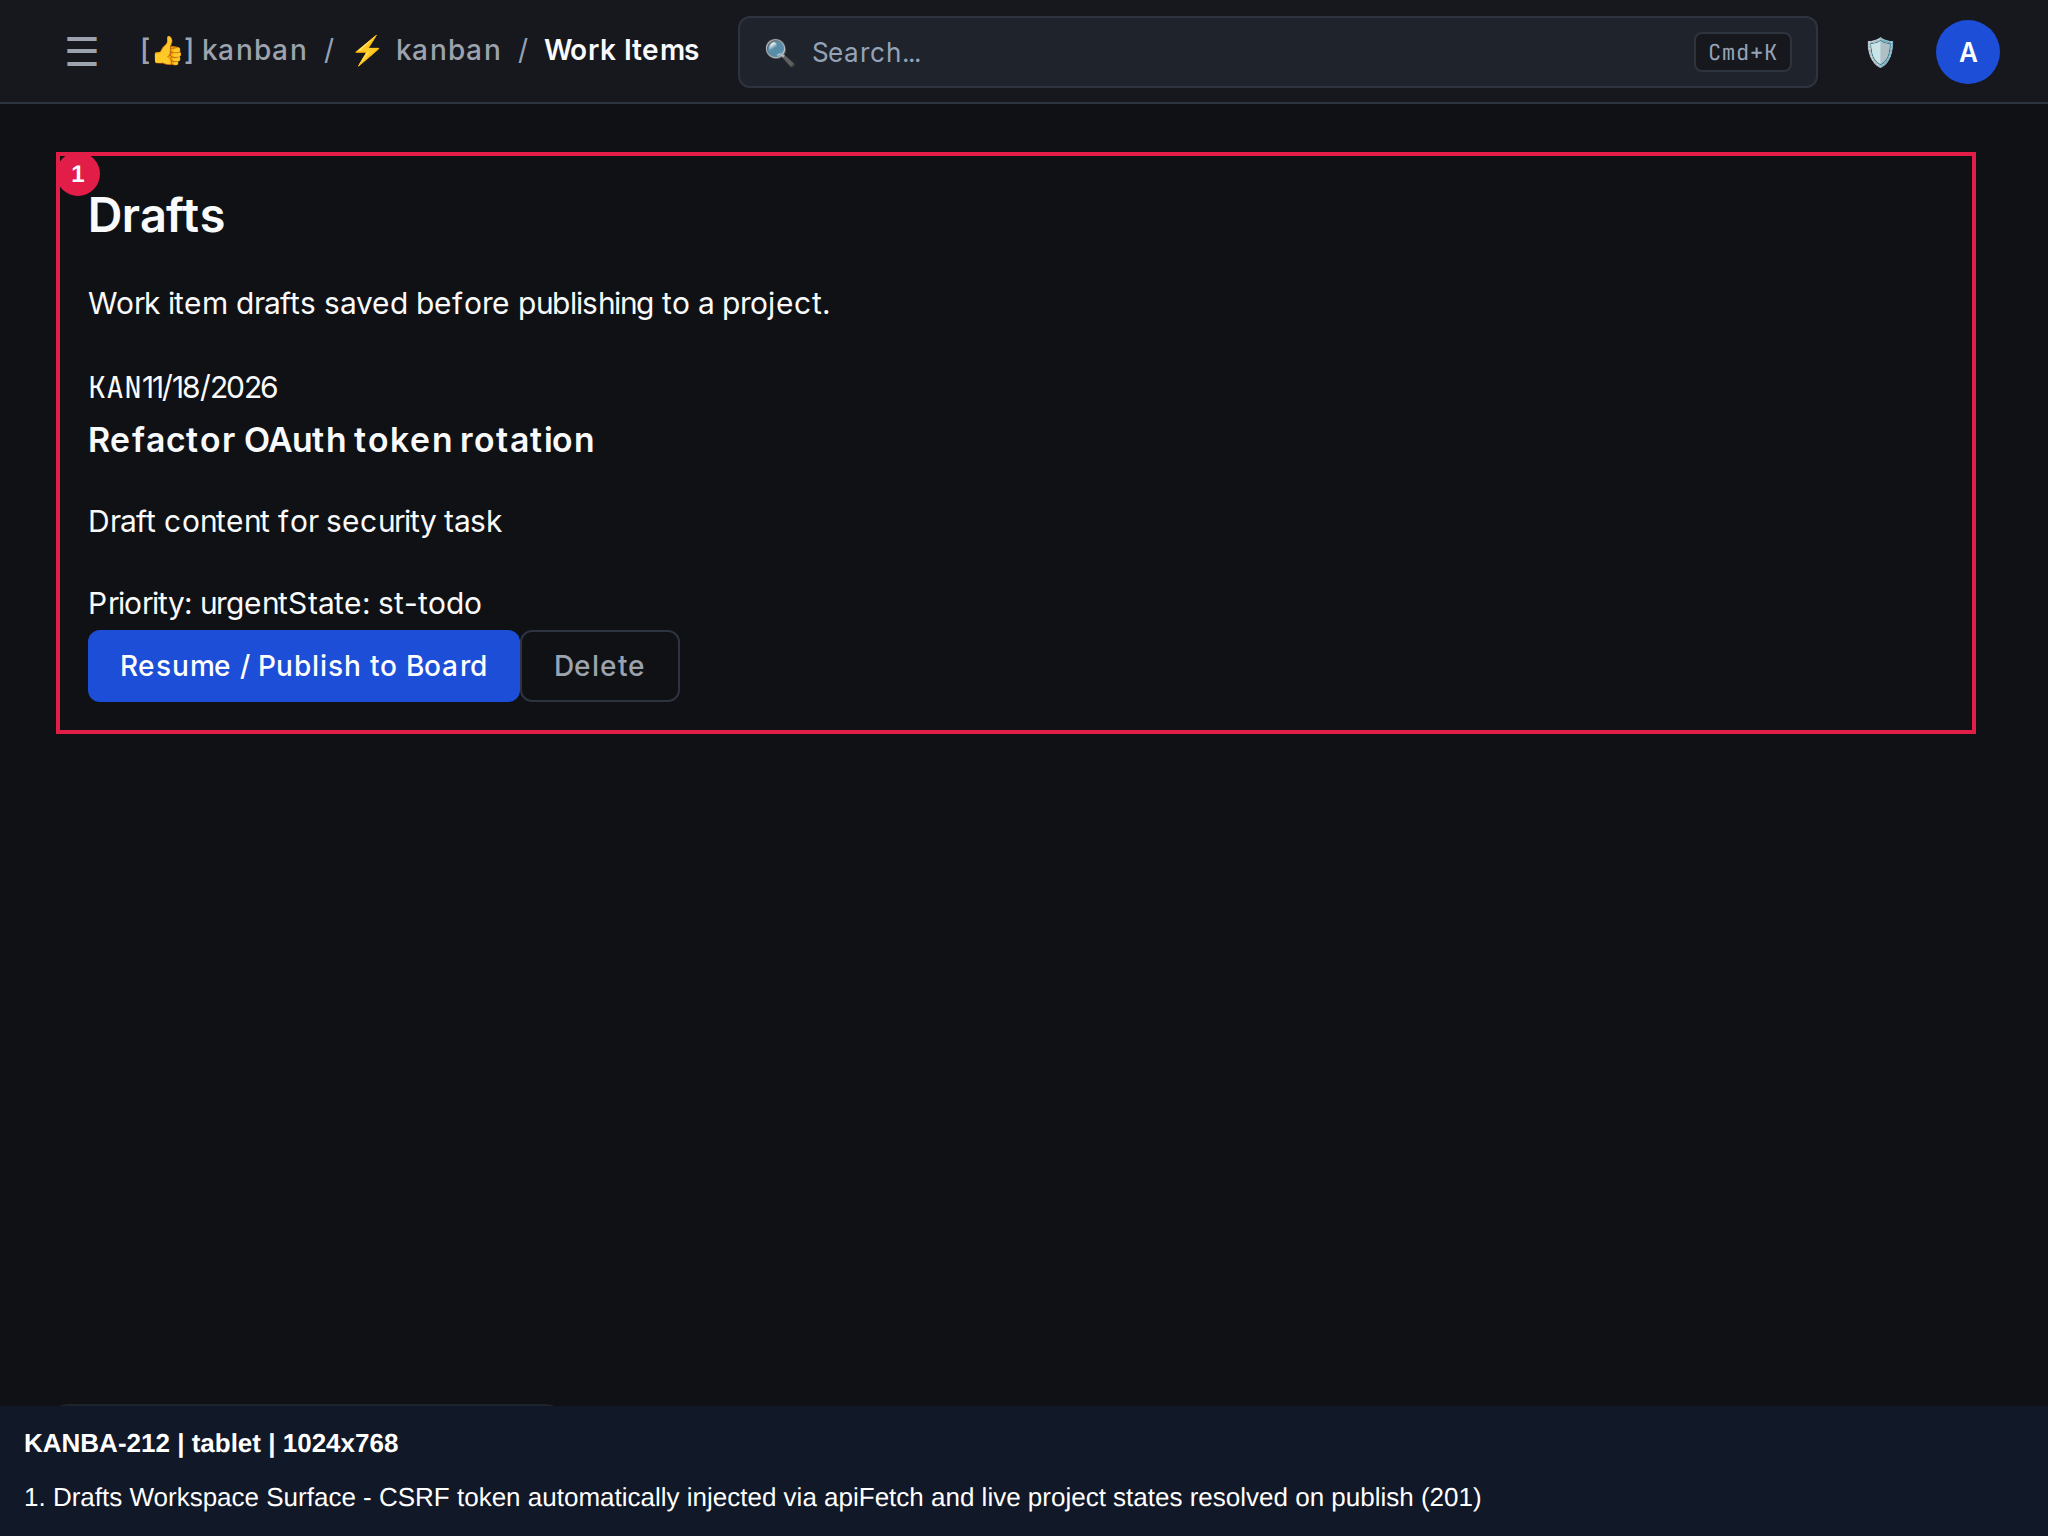 ☰ [👍] kanban / ⚡ kanban / Work Items 🔍 Search... Cmd+K 🛡️ A
1
Drafts
Work item drafts saved before publishing to a project.
KAN11/18/2026
Refactor OAuth token rotation
Draft content for security task
Priority: urgentState: st-todo
Resume / Publish to Board Delete
KANBA-212 | tablet | 1024x768
1. Drafts Workspace Surface - CSRF token automatically injected via apiFetch and live project states resolved on publish (201)